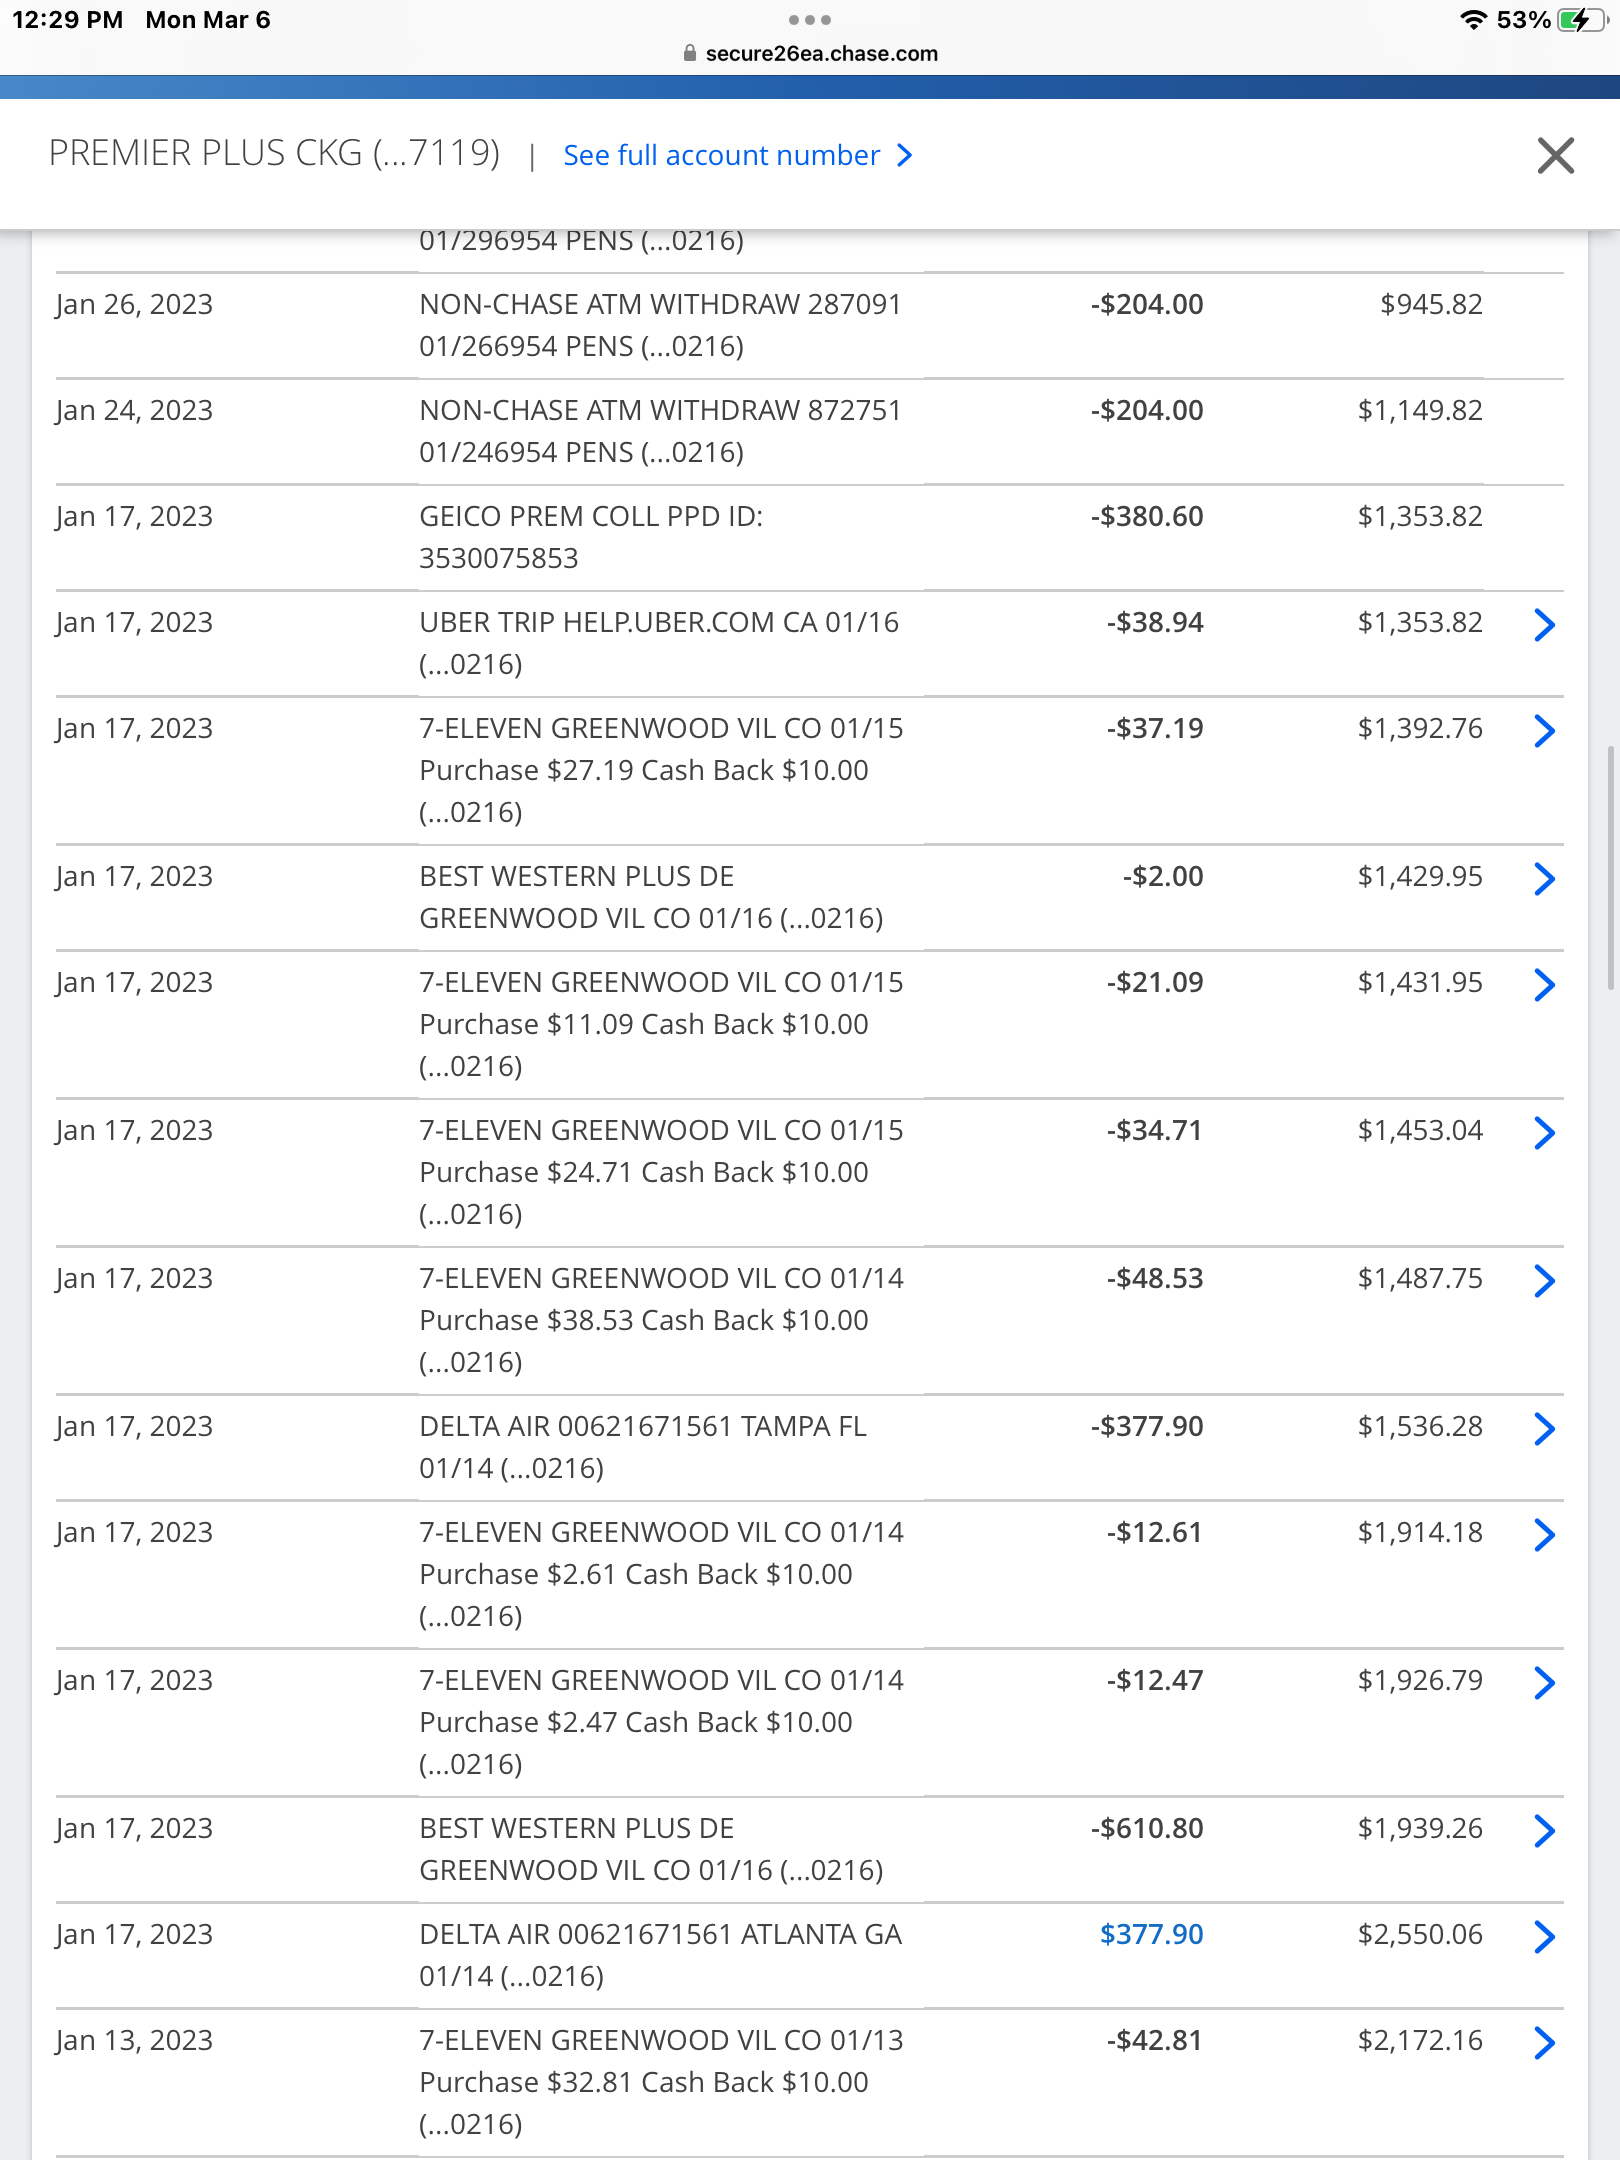 12:29 PM Mon Mar 6
53%
secure26ea.chase.com
PREMIER PLUS CKG (...7119) | See full account number
01/296954 PENS (...0216)
Jan 26, 2023 NON-CHASE ATM WITHDRAW 287091 -$204.00 $945.82
01/266954 PENS (...0216)
Jan 24, 2023 NON-CHASE ATM WITHDRAW 872751 -$204.00 $1,149.82
01/246954 PENS (...0216)
Jan 17, 2023 GEICO PREM COLL PPD ID: -$380.60 $1,353.82
3530075853
Jan 17, 2023 UBER TRIP HELP.UBER.COM CA 01/16 -$38.94 $1,353.82
(...0216)
Jan 17, 2023 7-ELEVEN GREENWOOD VIL CO 01/15 -$37.19 $1,392.76
Purchase $27.19 Cash Back $10.00
(...0216)
Jan 17, 2023 BEST WESTERN PLUS DE -$2.00 $1,429.95
GREENWOOD VIL CO 01/16 (...0216)
Jan 17, 2023 7-ELEVEN GREENWOOD VIL CO 01/15 -$21.09 $1,431.95
Purchase $11.09 Cash Back $10.00
(...0216)
Jan 17, 2023 7-ELEVEN GREENWOOD VIL CO 01/15 -$34.71 $1,453.04
Purchase $24.71 Cash Back $10.00
(...0216)
Jan 17, 2023 7-ELEVEN GREENWOOD VIL CO 01/14 -$48.53 $1,487.75
Purchase $38.53 Cash Back $10.00
(...0216)
Jan 17, 2023 DELTA AIR 00621671561 TAMPA FL -$377.90 $1,536.28
01/14 (...0216)
Jan 17, 2023 7-ELEVEN GREENWOOD VIL CO 01/14 -$12.61 $1,914.18
Purchase $2.61 Cash Back $10.00
(...0216)
Jan 17, 2023 7-ELEVEN GREENWOOD VIL CO 01/14 -$12.47 $1,926.79
Purchase $2.47 Cash Back $10.00
(...0216)
Jan 17, 2023 BEST WESTERN PLUS DE -$610.80 $1,939.26
GREENWOOD VIL CO 01/16 (...0216)
Jan 17, 2023 DELTA AIR 00621671561 ATLANTA GA $377.90 $2,550.06
01/14 (...0216)
Jan 13, 2023 7-ELEVEN GREENWOOD VIL CO 01/13 -$42.81 $2,172.16
Purchase $32.81 Cash Back $10.00
(...0216)